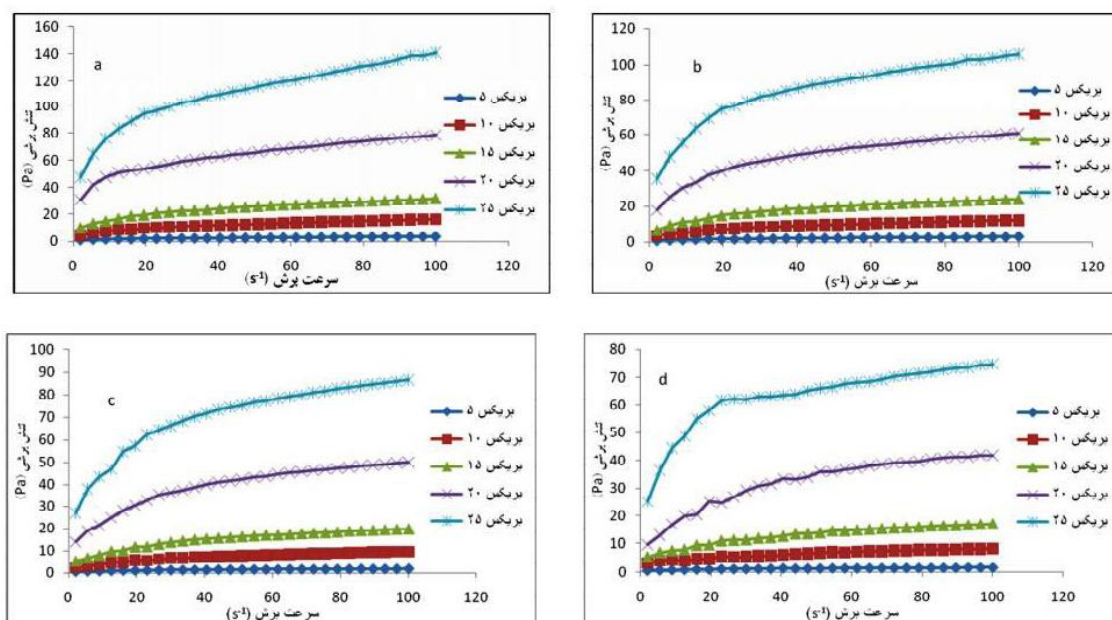 a
160
140
120
100
80
60
40
20
0
تنش برشی (Pa)
0 20 40 60 80 100 120
سرعت برش (s⁻¹)
بریکس ۵
بریکس ۱۰
بریکس ۱۵
بریکس ۲۰
بریکس ۲۵
b
120
100
80
60
40
20
0
تنش برشی (Pa)
0 20 40 60 80 100 120
سرعت برش (s⁻¹)
بریکس ۵
بریکس ۱۰
بریکس ۱۵
بریکس ۲۰
بریکس ۲۵
c
100
90
80
70
60
50
40
30
20
10
0
تنش برشی (Pa)
0 20 40 60 80 100 120
سرعت برش (s⁻¹)
بریکس ۵
بریکس ۱۰
بریکس ۱۵
بریکس ۲۰
بریکس ۲۵
d
80
70
60
50
40
30
20
10
0
تنش برشی (Pa)
0 20 40 60 80 100 120
سرعت برش (s⁻¹)
بریکس ۵
بریکس ۱۰
بریکس ۱۵
بریکس ۲۰
بریکس ۲۵